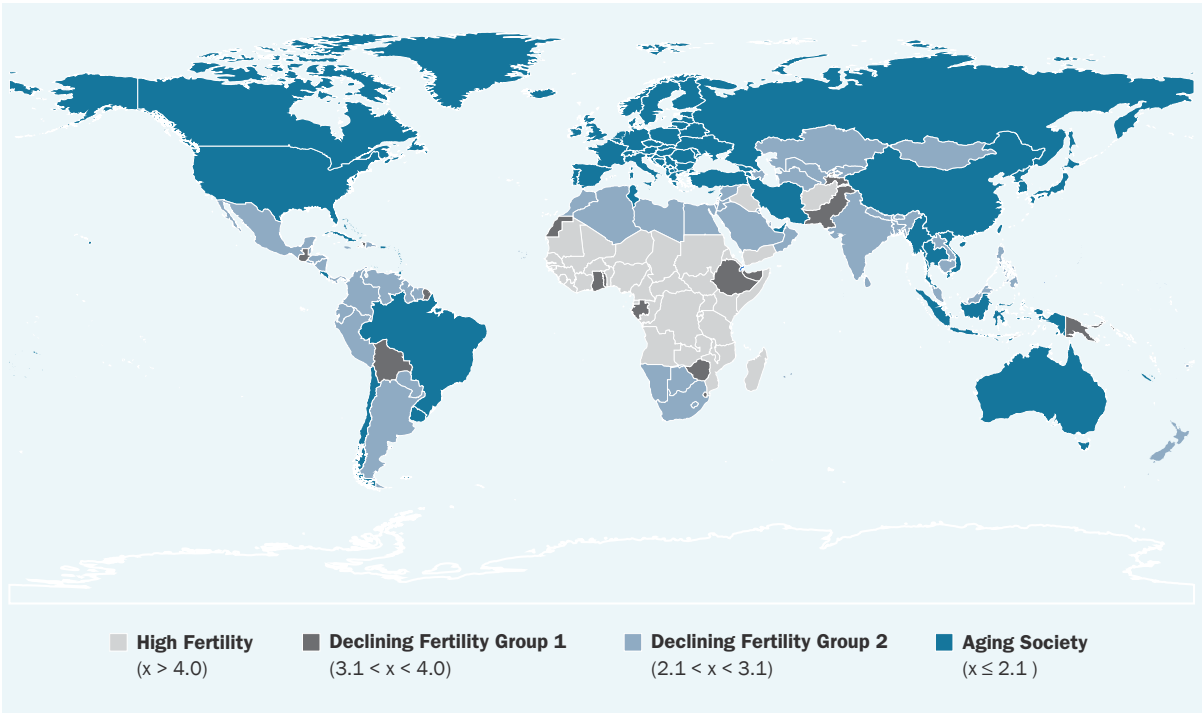 High Fertility
(x > 4.0)
Declining Fertility Group 1
(3.1 < x < 4.0)
Declining Fertility Group 2
(2.1 < x < 3.1)
Aging Society
(x ≤ 2.1 )